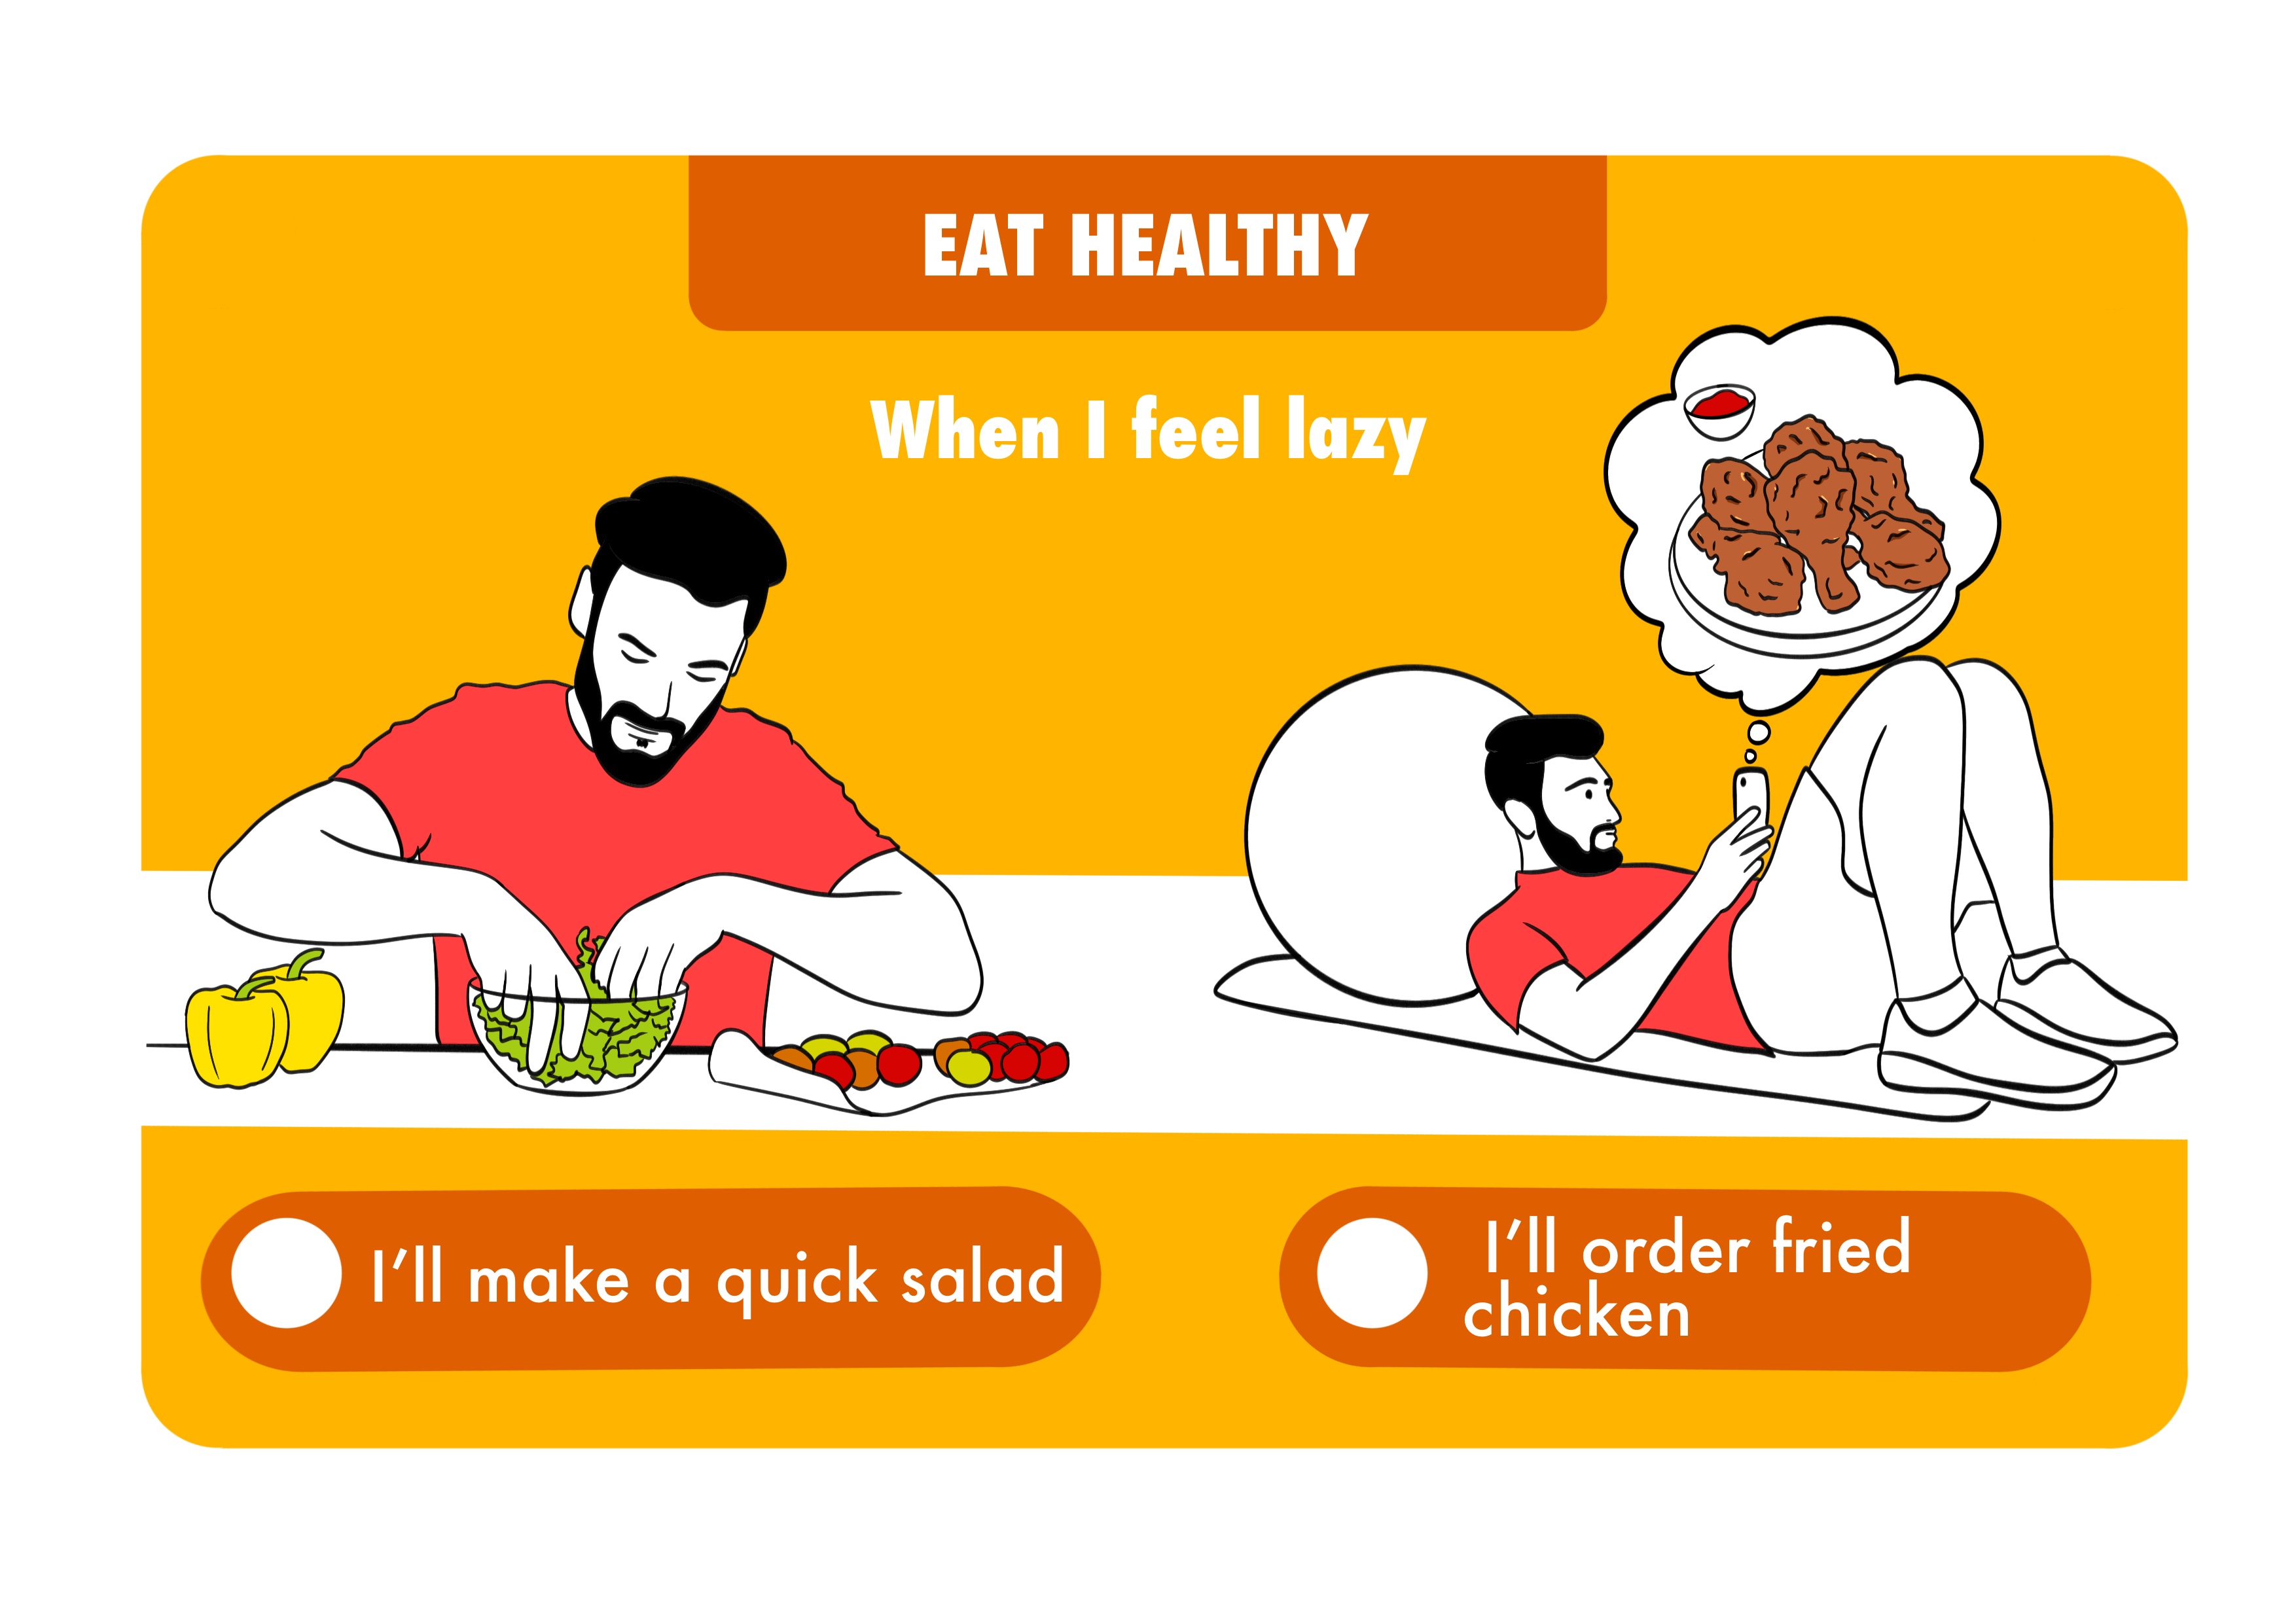 EAT HEALTHY
When I feel lazy
I'll make a quick salad
I'll order fried
chicken